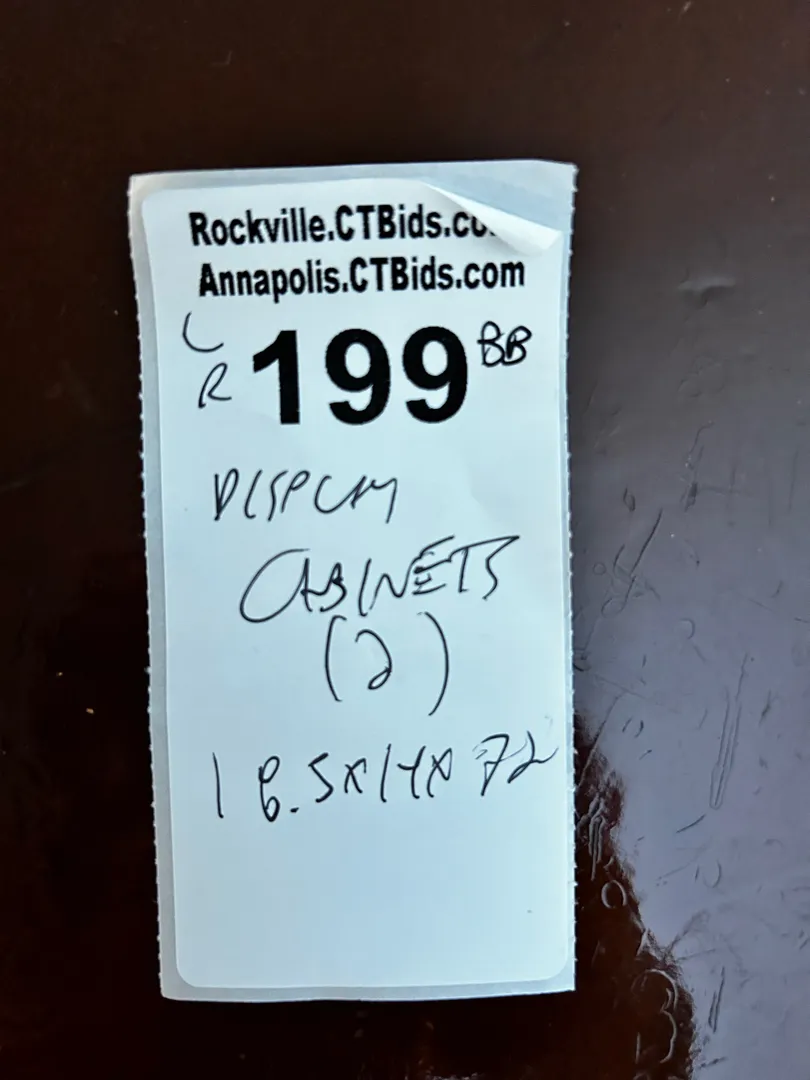 Rockville.CTBids.co
Annapolis.CTBids.com
L
R 199 BB
DISPLAY
CABINETS
(2)
18.5x14x72